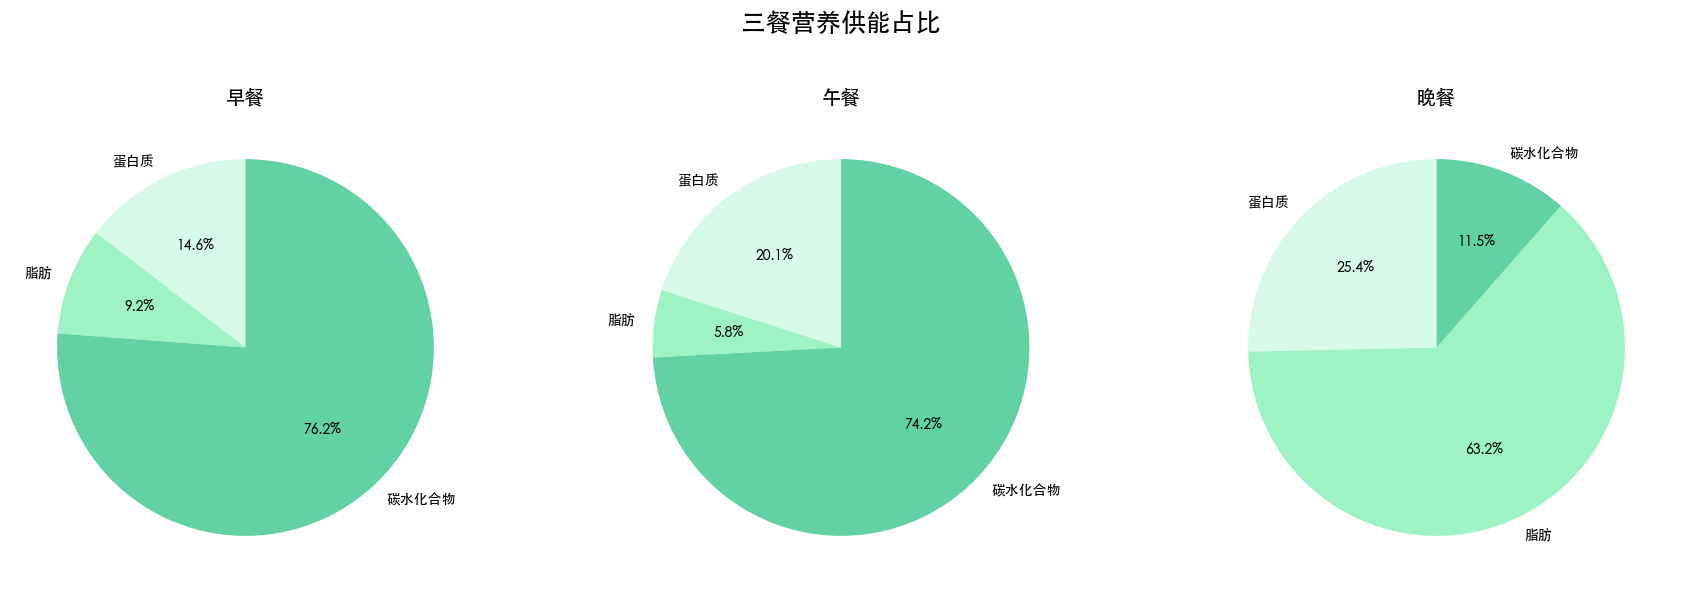 三餐营养供能占比
早餐
蛋白质
14.6%
脂肪
9.2%
76.2%
碳水化合物
午餐
蛋白质
20.1%
脂肪
5.8%
74.2%
碳水化合物
晚餐
碳水化合物
蛋白质
11.5%
25.4%
63.2%
脂肪